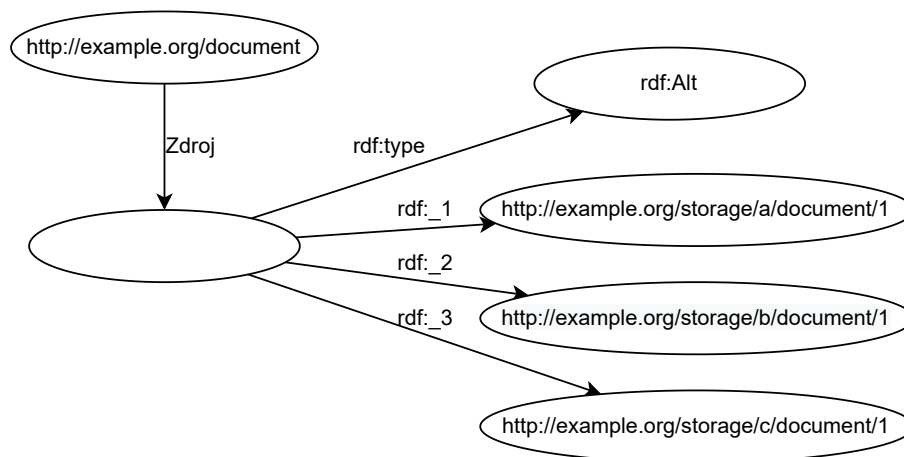 http://example.org/document
rdf:Alt
Zdroj
rdf:type
rdf:_1
http://example.org/storage/a/document/1
rdf:_2
http://example.org/storage/b/document/1
rdf:_3
http://example.org/storage/c/document/1